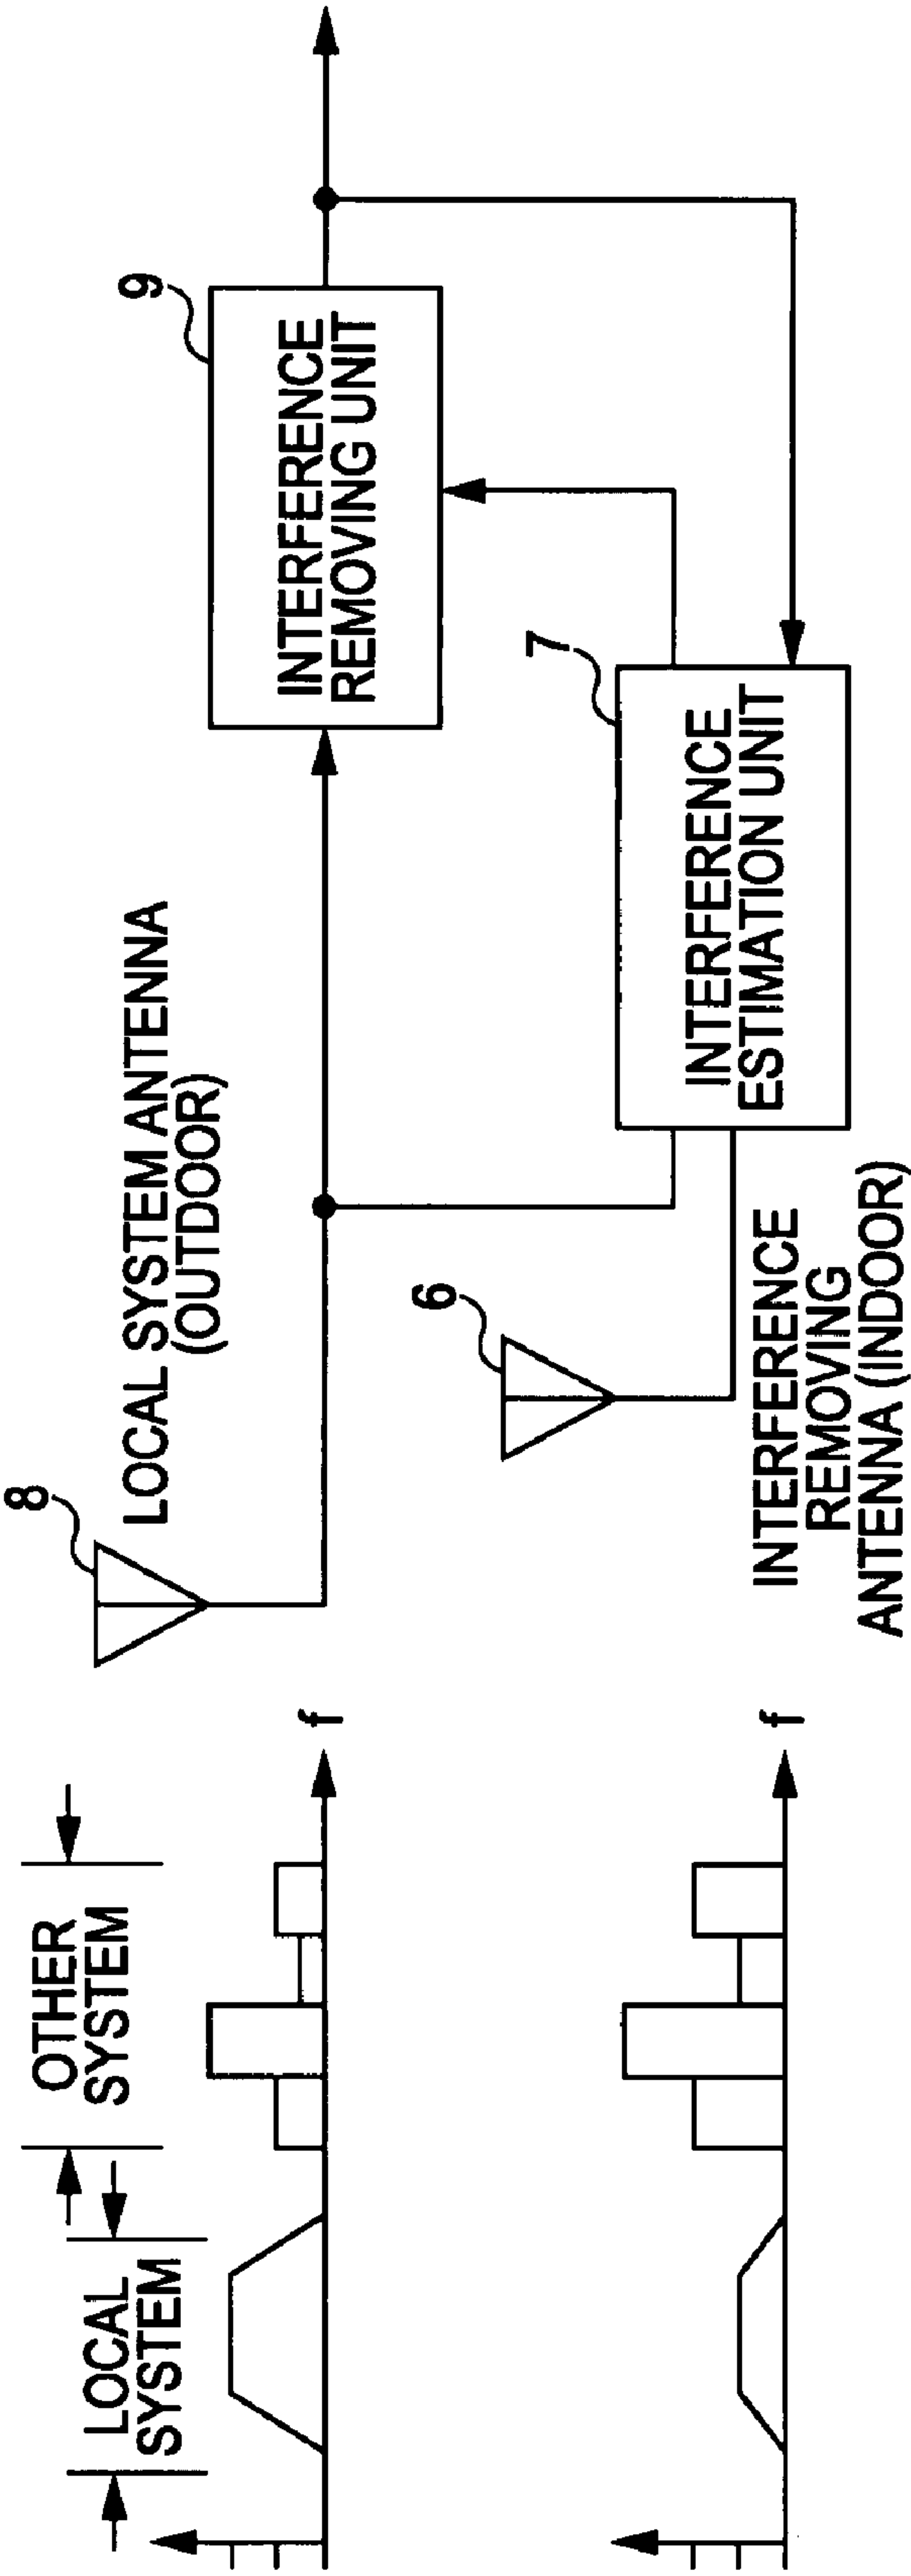 LOCAL
SYSTEM
OTHER
SYSTEM
f
f
8
LOCAL SYSTEM ANTENNA
(OUTDOOR)
6
INTERFERENCE
REMOVING
ANTENNA (INDOOR)
7
INTERFERENCE
ESTIMATION UNIT
9
INTERFERENCE
REMOVING UNIT